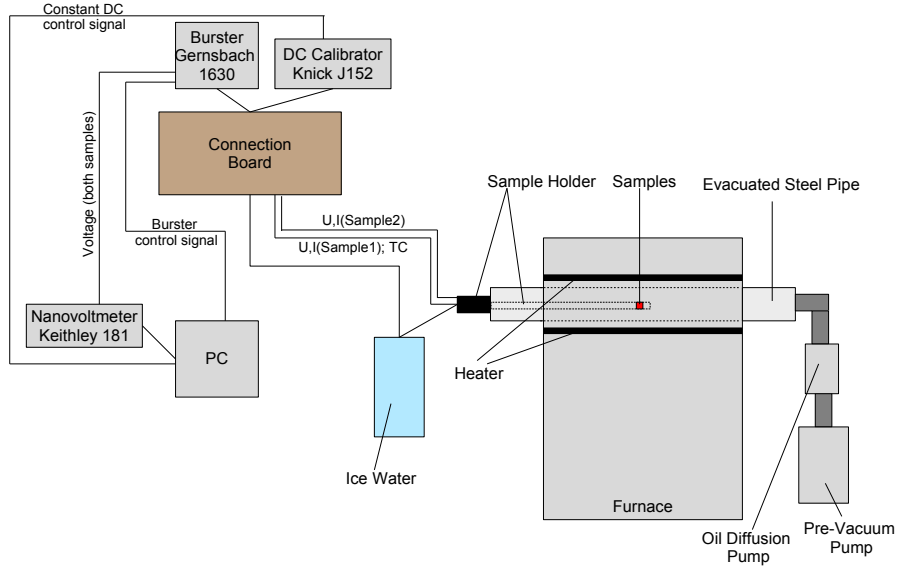 Constant DC
control signal
Burster
Gernsbach
1630
DC Calibrator
Knick J152
Voltage (both samples)
Connection
Board
Burster
control signal
U,I(Sample2)
U,I(Sample1); TC
Sample Holder
Samples
Evacuated Steel Pipe
Nanovoltmeter
Keithley 181
PC
Heater
Ice Water
Furnace
Oil Diffusion
Pump
Pre-Vacuum
Pump